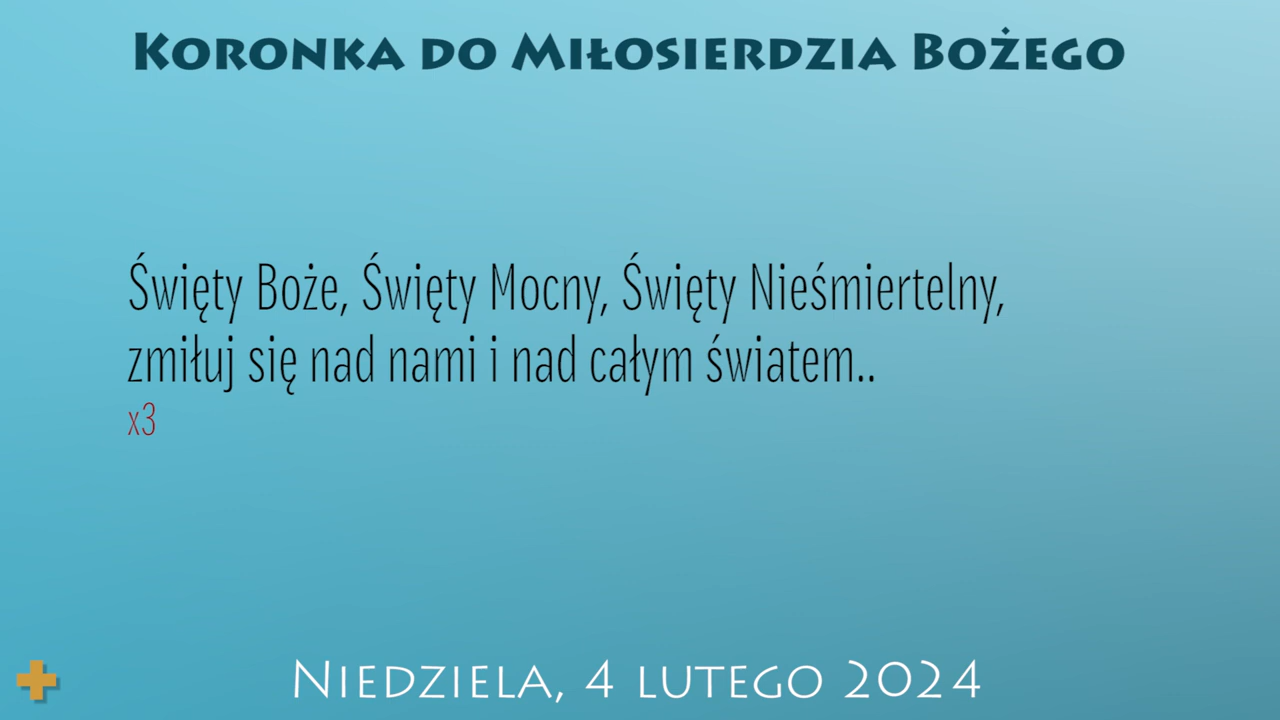 Koronka do Miłosierdzia Bożego
Święty Boże, Święty Mocny, Święty Nieśmiertelny,
zmiłuj się nad nami i nad całym światem..
x3
Niedziela, 4 lutego 2024